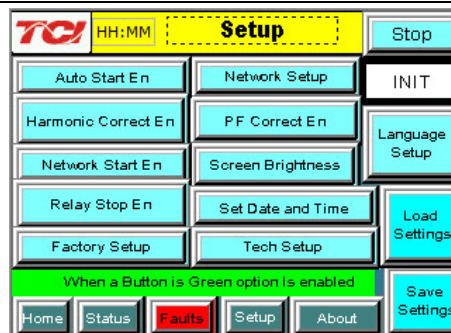 TCI HH:MM Setup Stop
Auto Start En Network Setup INIT
Harmonic Correct En PF Correct En
Language
Setup
Network Start En Screen Brightness
Relay Stop En Set Date and Time
Load
Settings
Factory Setup Tech Setup
When a Button is Green option Is enabled
Save
Settings
Home Status Faults Setup About